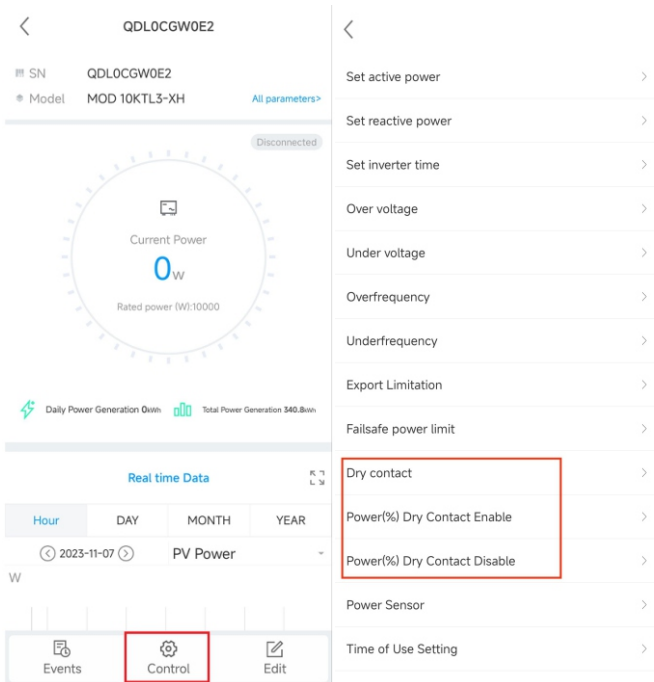 QDL0CGW0E2
SN QDL0CGW0E2
Model MOD 10KTL3-XH All parameters>
Disconnected
Current Power
0W
Rated power (W):10000
Daily Power Generation 0kWh Total Power Generation 340.8kWh
Real time Data
Hour DAY MONTH YEAR
2023-11-07 PV Power
W
Events Control Edit
Set active power
Set reactive power
Set inverter time
Over voltage
Under voltage
Overfrequency
Underfrequency
Export Limitation
Failsafe power limit
Dry contact
Power(%) Dry Contact Enable
Power(%) Dry Contact Disable
Power Sensor
Time of Use Setting